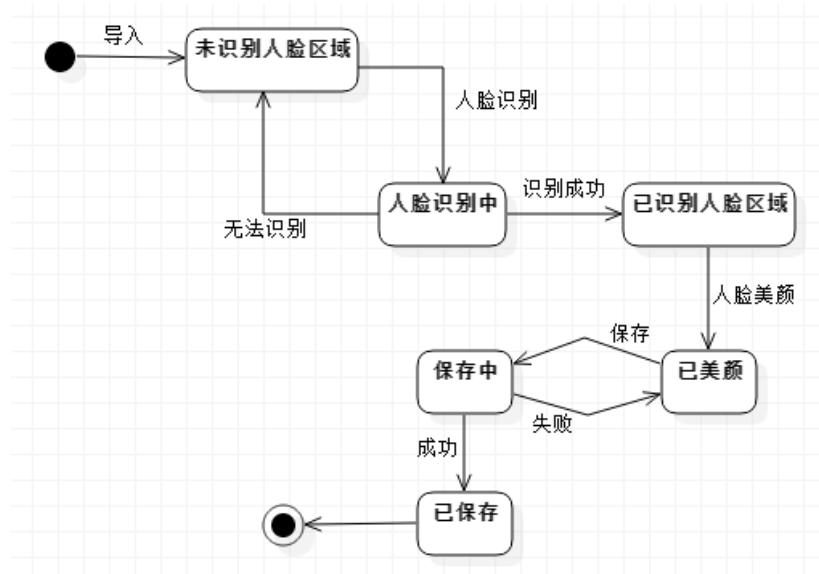 导入
未识别人脸区域
人脸识别
人脸识别中
识别成功
已识别人脸区域
无法识别
人脸美颜
保存
保存中
已美颜
失败
成功
已保存